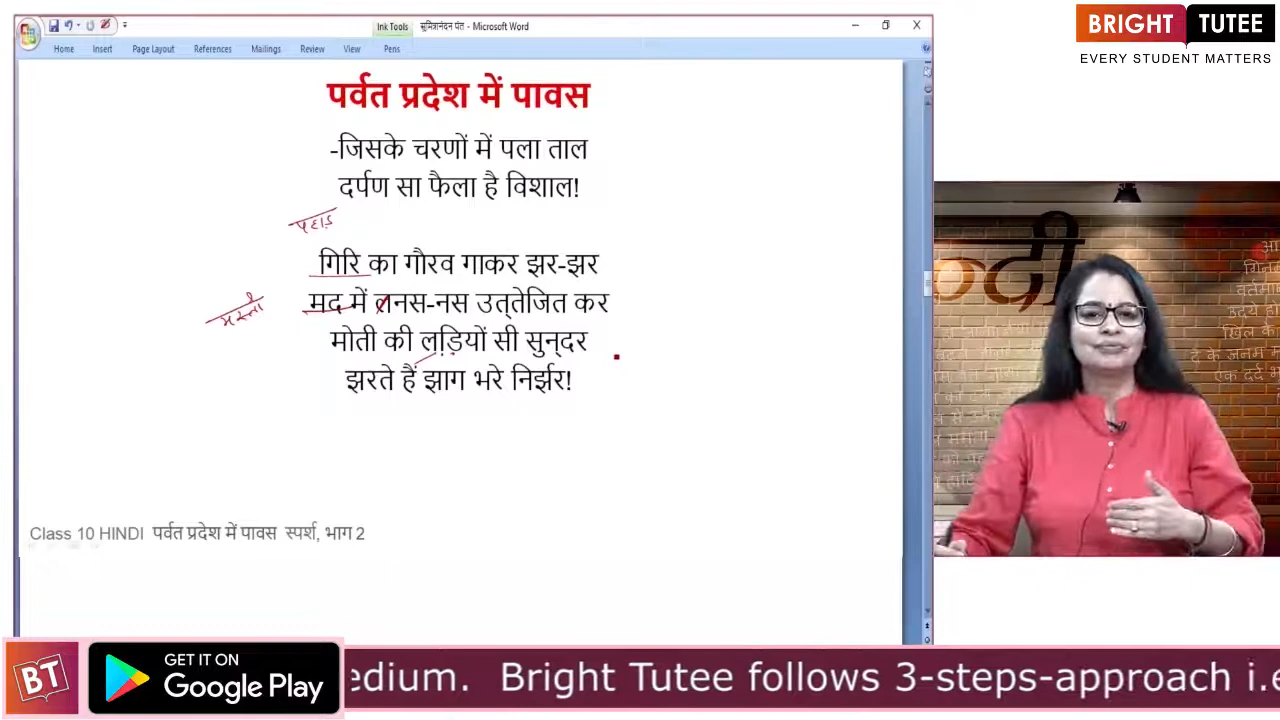 Ink Tools
सुमित्रानंदन पंत - Microsoft Word
Home Insert Page Layout References Mailings Review View Pens
BRIGHT TUTEE
EVERY STUDENT MATTERS
पर्वत प्रदेश में पावस
-जिसके चरणों में पला ताल
दर्पण सा फैला है विशाल!
पहाड़
गिरि का गौरव गाकर झर-झर
मस्ती
मद में लनस-नस उत्तेजित कर
मोती की लड़ियों सी सुन्दर
झरते हैं झाग भरे निर्झर!
Class 10 HINDI पर्वत प्रदेश में पावस स्पर्श, भाग 2
BT
GET IT ON
Google Play
edium. Bright Tutee follows 3-steps-approach i.e